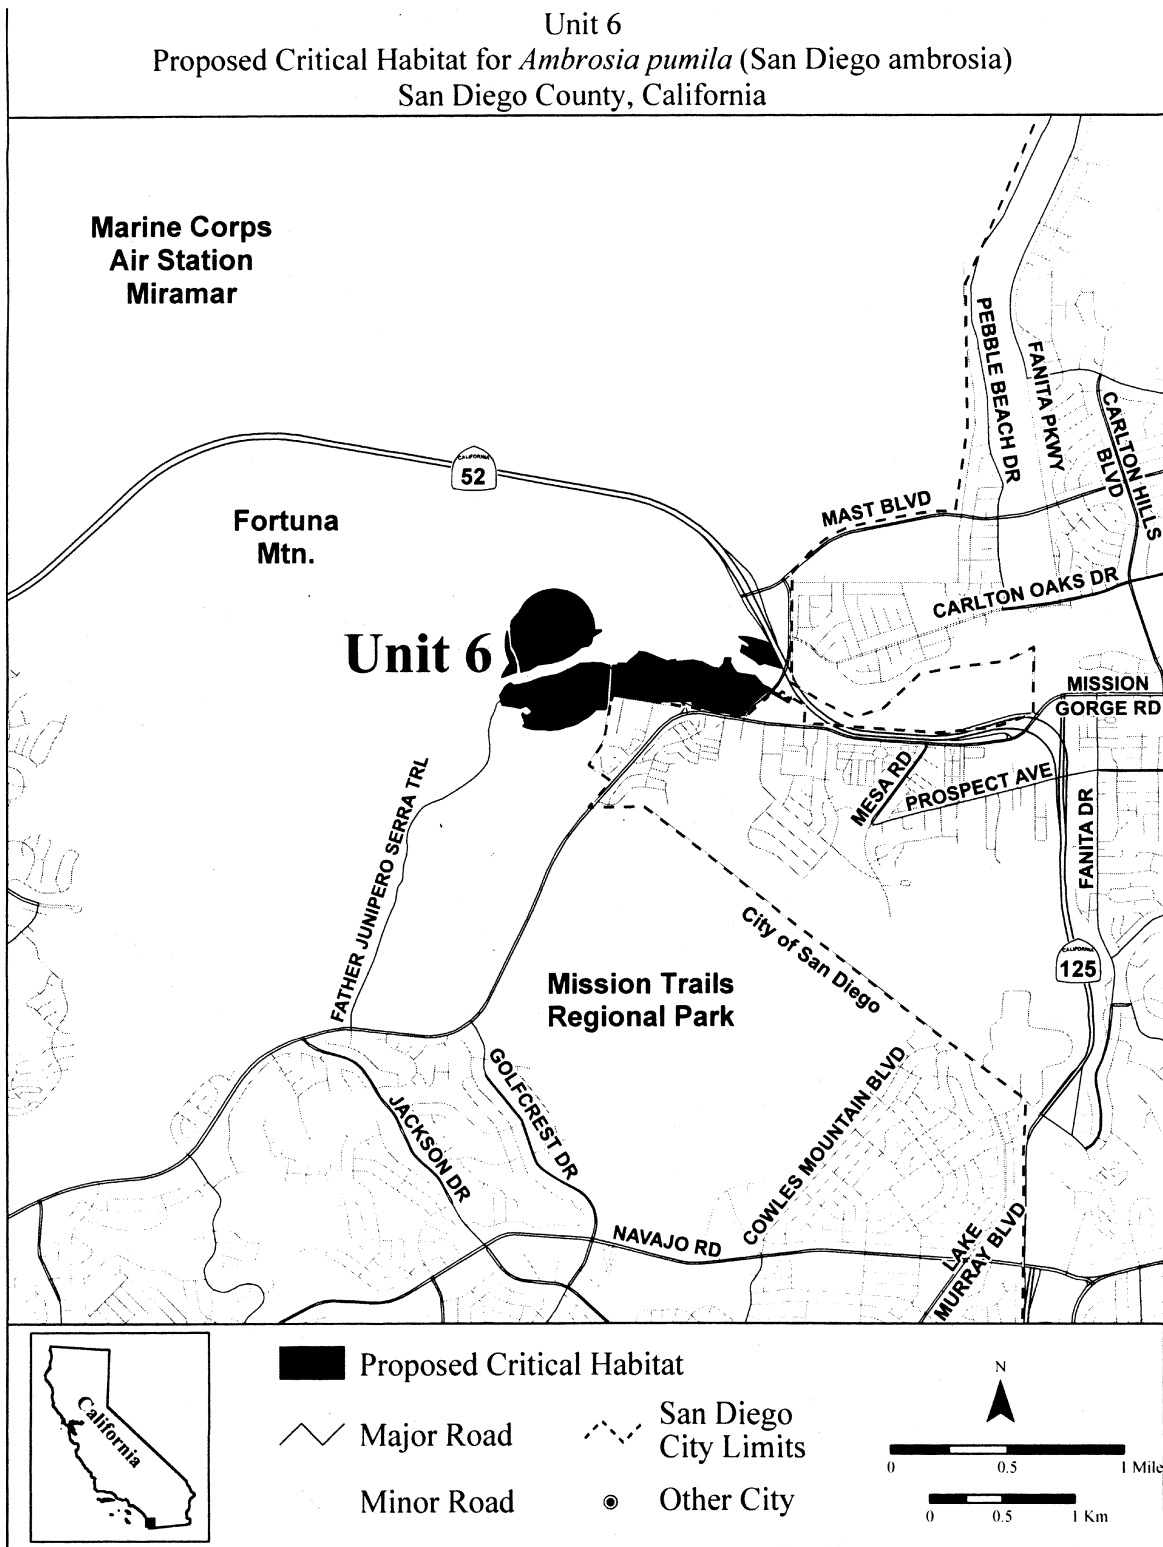 Unit 6
Proposed Critical Habitat for Ambrosia pumila (San Diego ambrosia)
San Diego County, California
Marine Corps
Air Station
Miramar
PEBBLE BEACH DR
FANITA PKWY
CARLTON HILLS
BLVD
CALIFORNIA
52
MAST BLVD
Fortuna
Mtn.
CARLTON OAKS DR
Unit 6
MISSION
GORGE RD
MESA RD
PROSPECT AVE
FANITA DR
FATHER JUNIPERO SERRA TRL
City of San Diego
CALIFORNIA
125
Mission Trails
Regional Park
GOLFCREST DR
JACKSON DR
COWLES MOUNTAIN BLVD
NAVAJO RD
LAKE
MURRAY BLVD
California
Proposed Critical Habitat
Major Road
San Diego
City Limits
Minor Road
Other City
N
0 0.5 1 Mile
0 0.5 1 Km